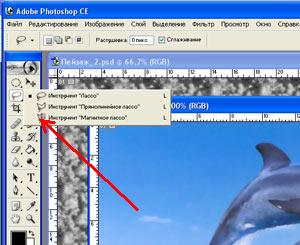 Adobe Photoshop CE
Файл Редактирование Изображение Слой Выделение Фильтр Просмотр Окно
Растушевка: 0 пикс. Сглаживание
Пейзаж_2.psd @ 66,7% (RGB)
Инструмент "Лассо" L
Инструмент "Прямолинейное лассо" L
Инструмент "Магнитное лассо" L
00% (RGB)